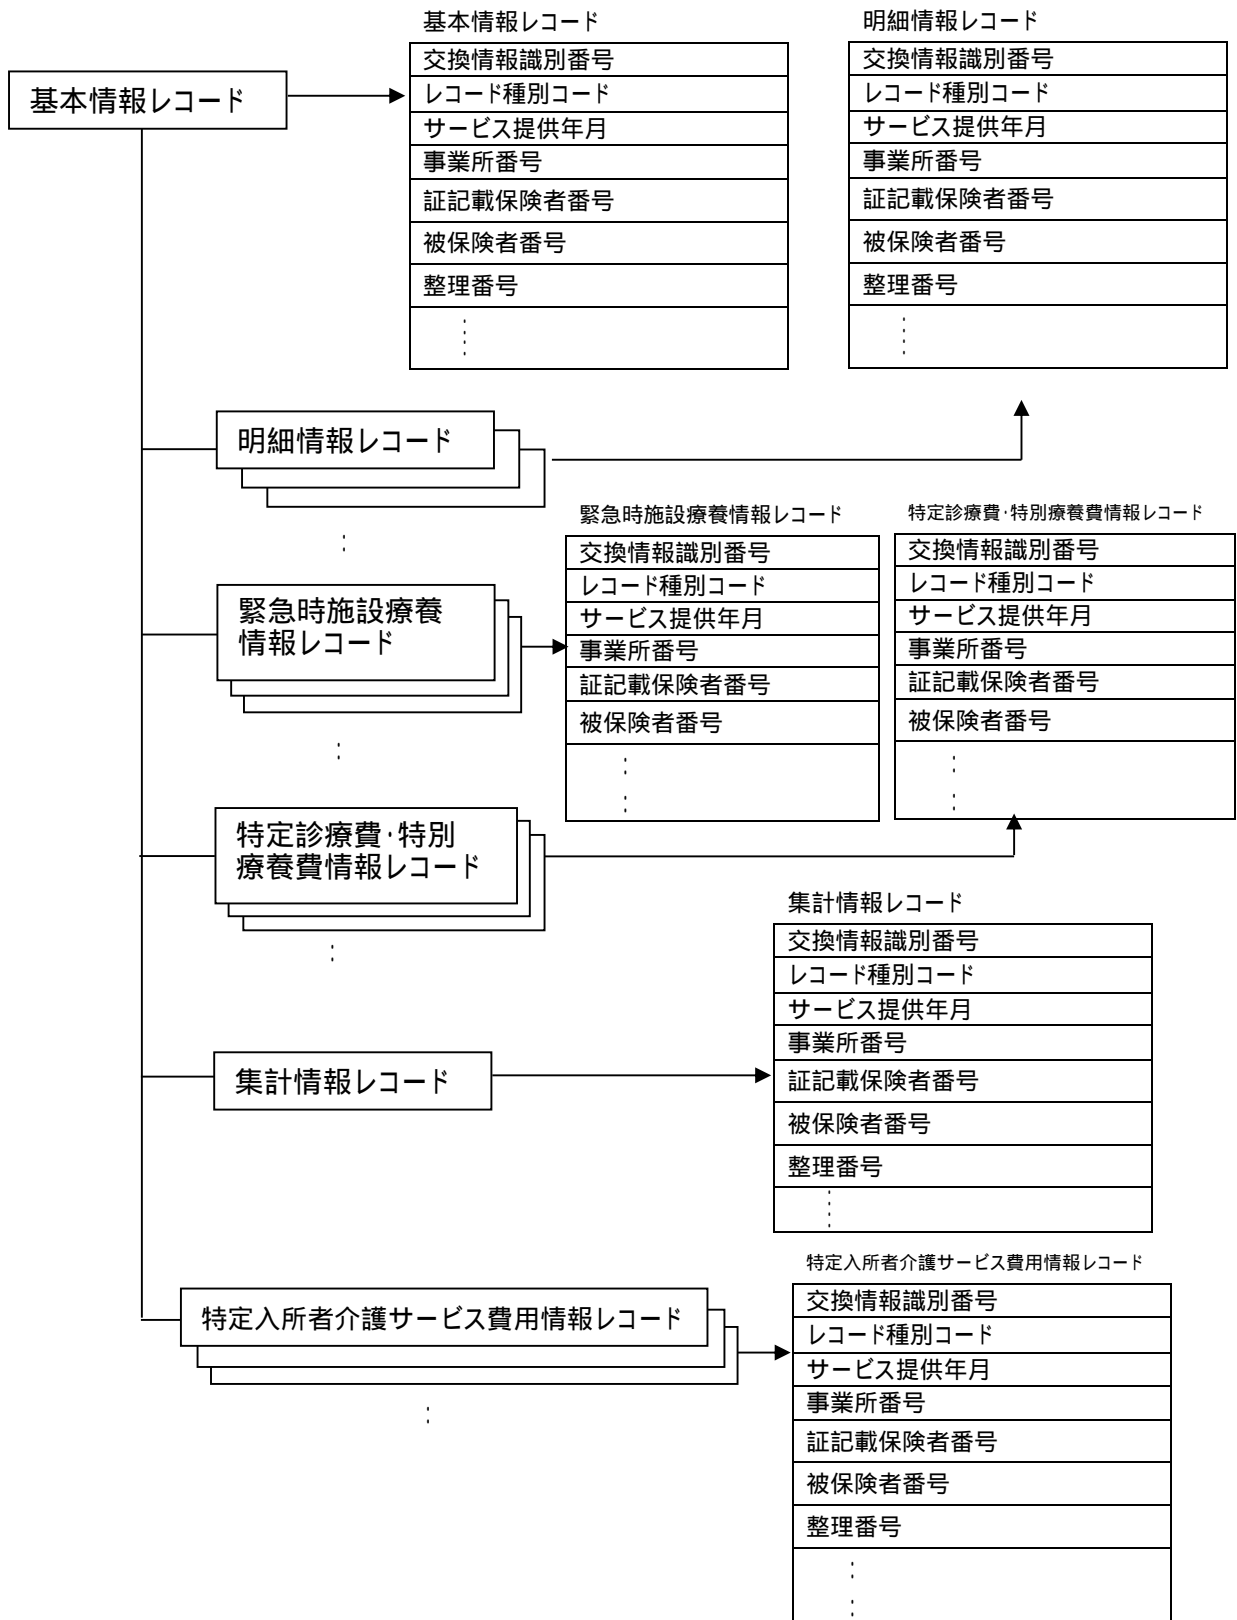 基本情報レコード
基本情報レコード
交換情報識別番号
レコード種別コード
サービス提供年月
事業所番号
証記載保険者番号
被保険者番号
整理番号
明細情報レコード
交換情報識別番号
レコード種別コード
サービス提供年月
事業所番号
証記載保険者番号
被保険者番号
整理番号
明細情報レコード
緊急時施設療養
情報レコード
緊急時施設療養情報レコード
交換情報識別番号
レコード種別コード
サービス提供年月
事業所番号
証記載保険者番号
被保険者番号
特定診療費・特別療養費情報レコード
交換情報識別番号
レコード種別コード
サービス提供年月
事業所番号
証記載保険者番号
被保険者番号
特定診療費・特別
療養費情報レコード
集計情報レコード
集計情報レコード
交換情報識別番号
レコード種別コード
サービス提供年月
事業所番号
証記載保険者番号
被保険者番号
整理番号
特定入所者介護サービス費用情報レコード
特定入所者介護サービス費用情報レコード
交換情報識別番号
レコード種別コード
サービス提供年月
事業所番号
証記載保険者番号
被保険者番号
整理番号